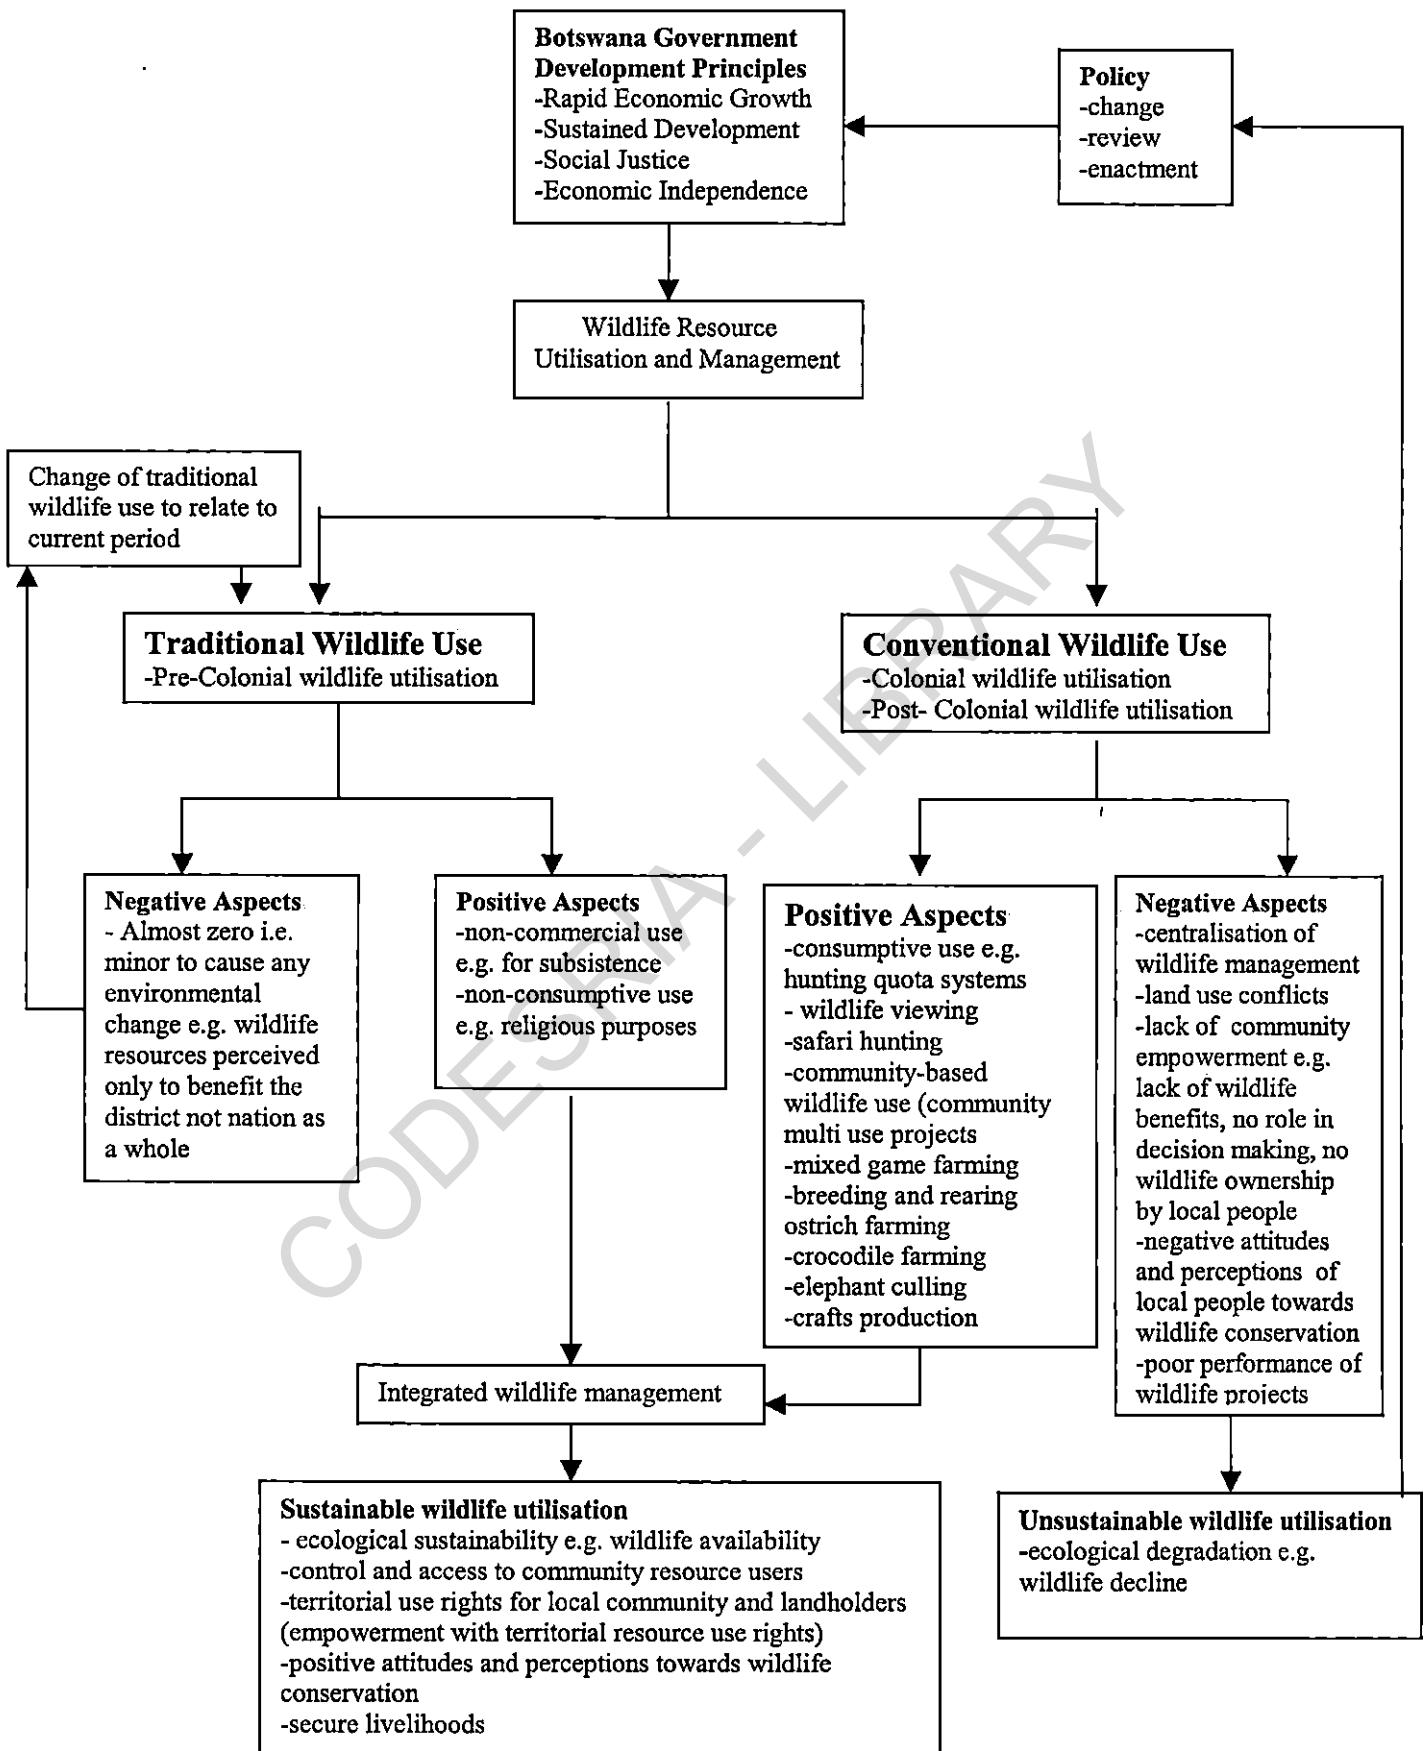 Botswana Government
Development Principles
-Rapid Economic Growth
-Sustained Development
-Social Justice
-Economic Independence
Policy
-change
-review
-enactment
Wildlife Resource
Utilisation and Management
Change of traditional
wildlife use to relate to
current period
Traditional Wildlife Use
-Pre-Colonial wildlife utilisation
Conventional Wildlife Use
-Colonial wildlife utilisation
-Post- Colonial wildlife utilisation
Negative Aspects
- Almost zero i.e.
minor to cause any
environmental
change e.g. wildlife
resources perceived
only to benefit the
district not nation as
a whole
Positive Aspects
-non-commercial use
e.g. for subsistence
-non-consumptive use
e.g. religious purposes
Positive Aspects
-consumptive use e.g.
hunting quota systems
- wildlife viewing
-safari hunting
-community-based
wildlife use (community
multi use projects
-mixed game farming
-breeding and rearing
ostrich farming
-crocodile farming
-elephant culling
-crafts production
Negative Aspects
-centralisation of
wildlife management
-land use conflicts
-lack of community
empowerment e.g.
lack of wildlife
benefits, no role in
decision making, no
wildlife ownership
by local people
-negative attitudes
and perceptions of
local people towards
wildlife conservation
-poor performance of
wildlife projects
Integrated wildlife management
Sustainable wildlife utilisation
- ecological sustainability e.g. wildlife availability
-control and access to community resource users
-territorial use rights for local community and landholders
(empowerment with territorial resource use rights)
-positive attitudes and perceptions towards wildlife
conservation
-secure livelihoods
Unsustainable wildlife utilisation
-ecological degradation e.g.
wildlife decline
CODESRIA - LIBRARY